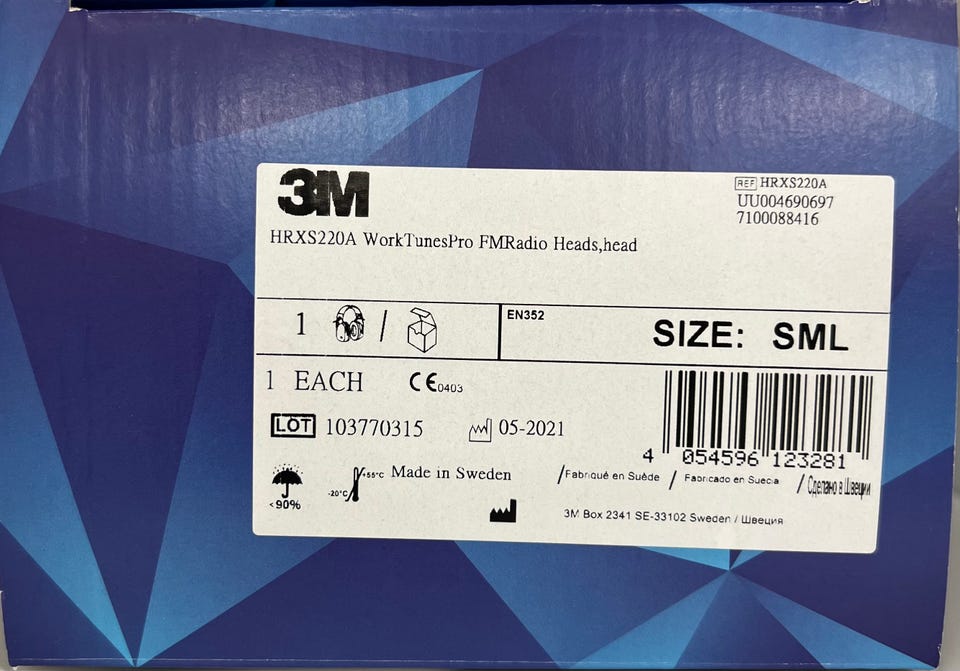 3M
REF HRXS220A
UU004690697
7100088416
HRXS220A WorkTunesPro FMRadio Heads,head
1 /
EN352
SIZE: SML
1 EACH CE0403
LOT 103770315 05-2021
4 054596 123281
<90%
-20°C +55°C
Made in Sweden /Fabriqué en Suède / Fabricado en Suecia / Сделано в Швеции
3M Box 2341 SE-33102 Sweden / Швеция